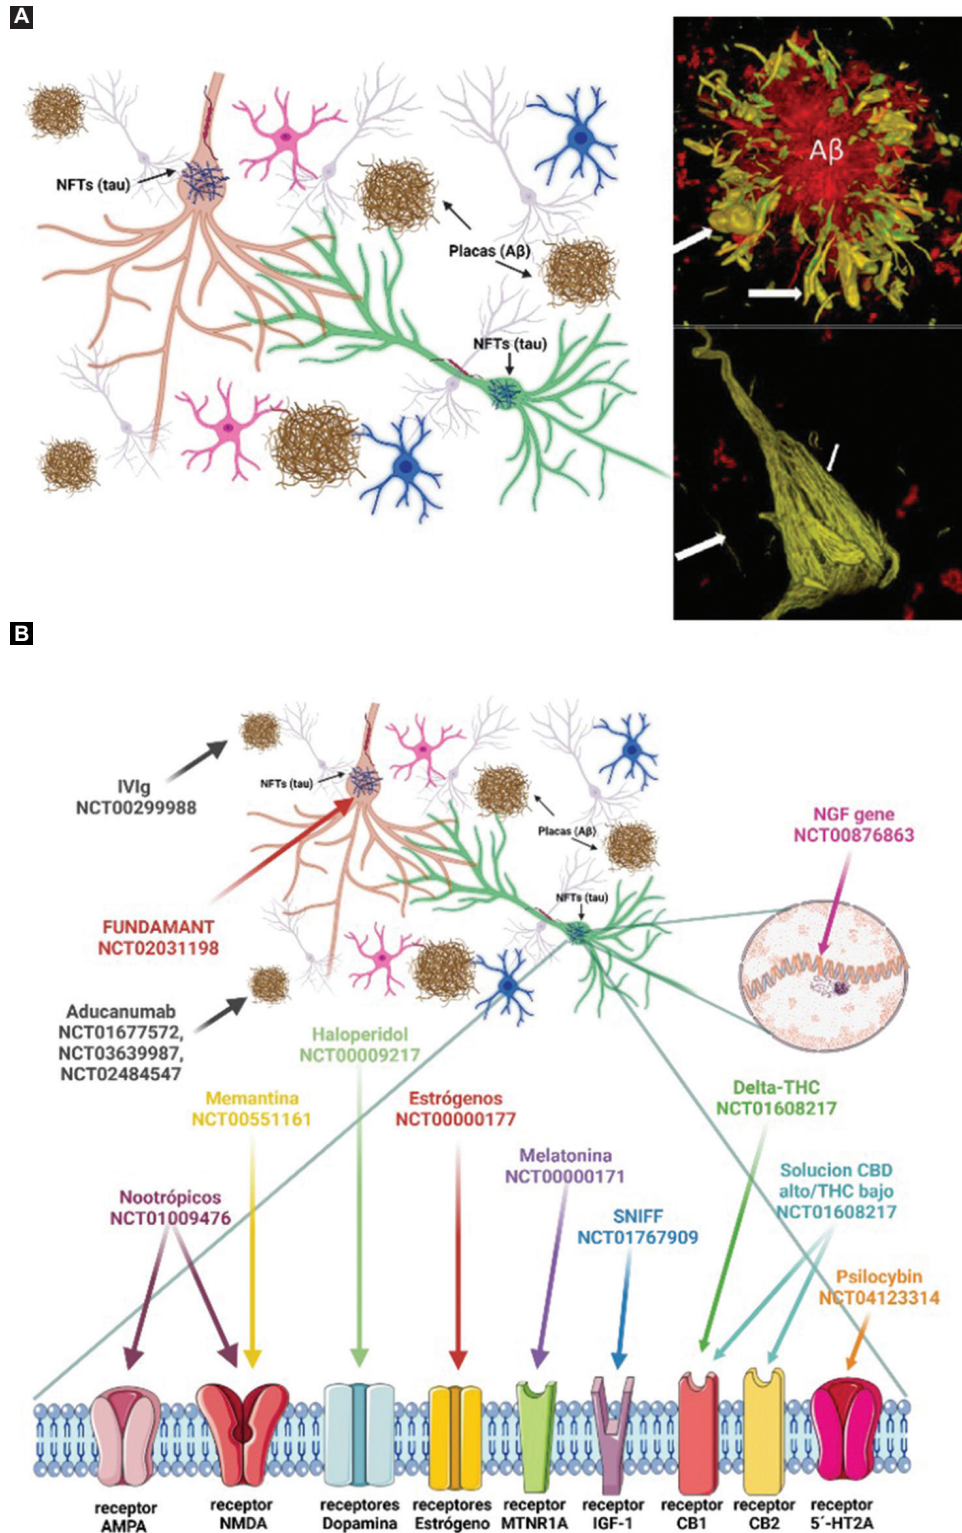 A
NFTs (tau)
Placas (Aβ)
NFTs (tau)
Aβ
B
IVIg
NCT00299988
NFTs (tau)
Placas (Aβ)
NFTs (tau)
NGF gene
NCT00876863
FUNDAMANT
NCT02031198
Aducanumab
NCT01677572,
NCT03639987,
NCT02484547
Haloperidol
NCT00009217
Memantina
NCT00551161
Estrógenos
NCT00000177
Delta-THC
NCT01608217
Melatonina
NCT00000171
Solucion CBD
alto/THC bajo
NCT01608217
Nootrópicos
NCT01009476
SNIFF
NCT01767909
Psilocybin
NCT04123314
receptor
AMPA
receptor
NMDA
receptores
Dopamina
receptores
Estrógeno
receptor
MTNR1A
receptor
IGF-1
receptor
CB1
receptor
CB2
receptor
5´-HT2A